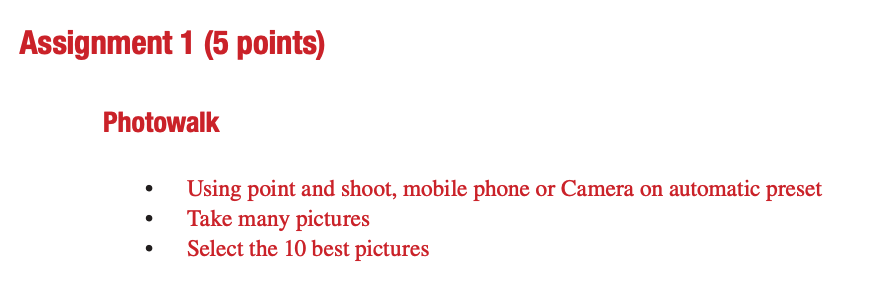 Assignment 1 (5 points)
Photowalk
• Using point and shoot, mobile phone or Camera on automatic preset
• Take many pictures
• Select the 10 best pictures